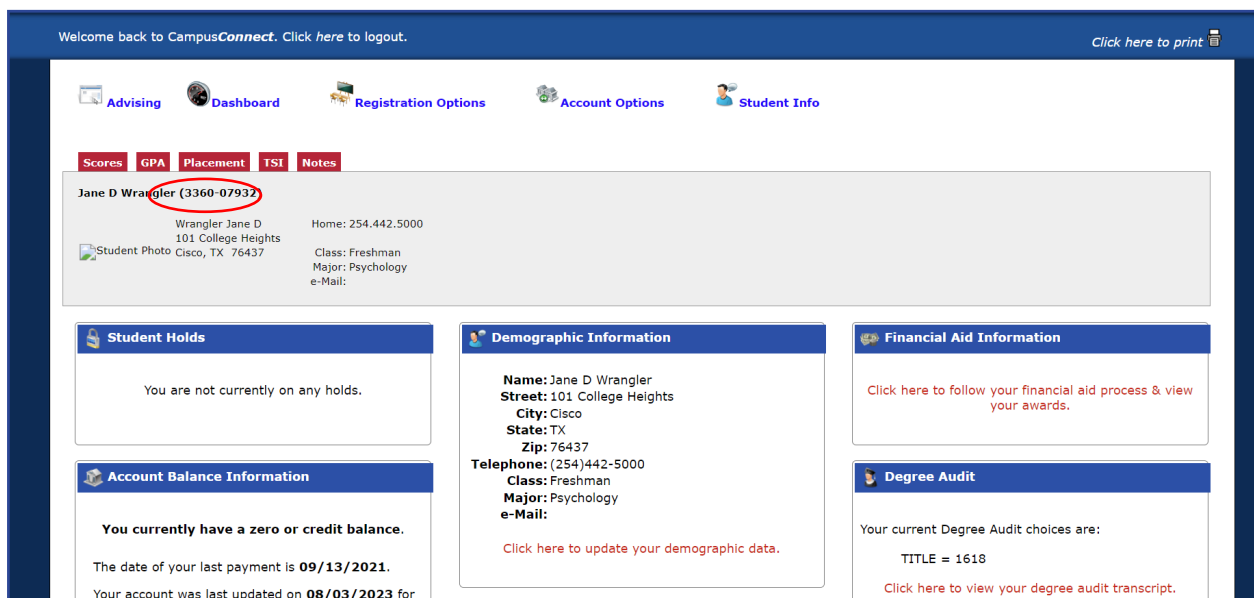 Welcome back to CampusConnect. Click here to logout.
Click here to print
Advising
Dashboard
Registration Options
Account Options
Student Info
Scores
GPA
Placement
TSI
Notes
Jane D Wrangler (3360-07932)
Student Photo
Wrangler Jane D
101 College Heights
Cisco, TX 76437
Home: 254.442.5000
Class: Freshman
Major: Psychology
e-Mail:
Student Holds
You are not currently on any holds.
Account Balance Information
You currently have a zero or credit balance.
The date of your last payment is 09/13/2021.
Your account was last updated on 08/03/2023 for
Demographic Information
Name: Jane D Wrangler
Street: 101 College Heights
City: Cisco
State: TX
Zip: 76437
Telephone: (254)442-5000
Class: Freshman
Major: Psychology
e-Mail:
Click here to update your demographic data.
Financial Aid Information
Click here to follow your financial aid process & view
your awards.
Degree Audit
Your current Degree Audit choices are:
TITLE = 1618
Click here to view your degree audit transcript.